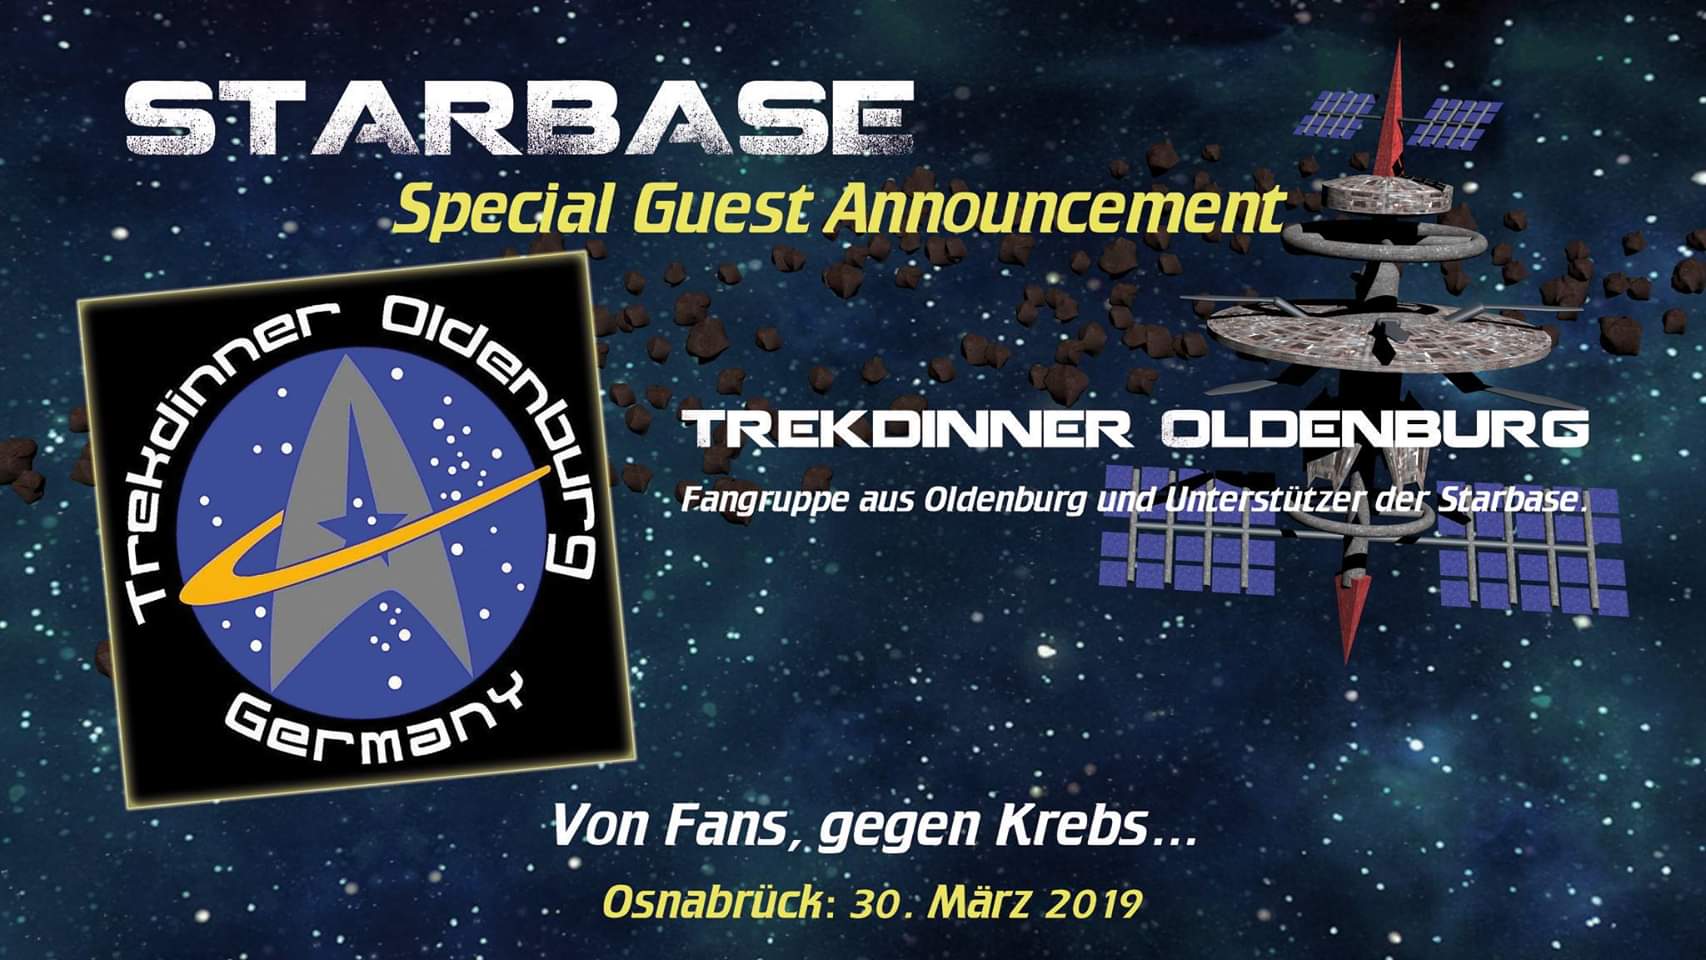 STARBASE
Special Guest Announcement
Trekdinner Oldenburg
Germany
TREKDINNER OLDENBURG
Fangruppe aus Oldenburg und Unterstützer der Starbase.
Von Fans, gegen Krebs...
Osnabrück: 30. März 2019